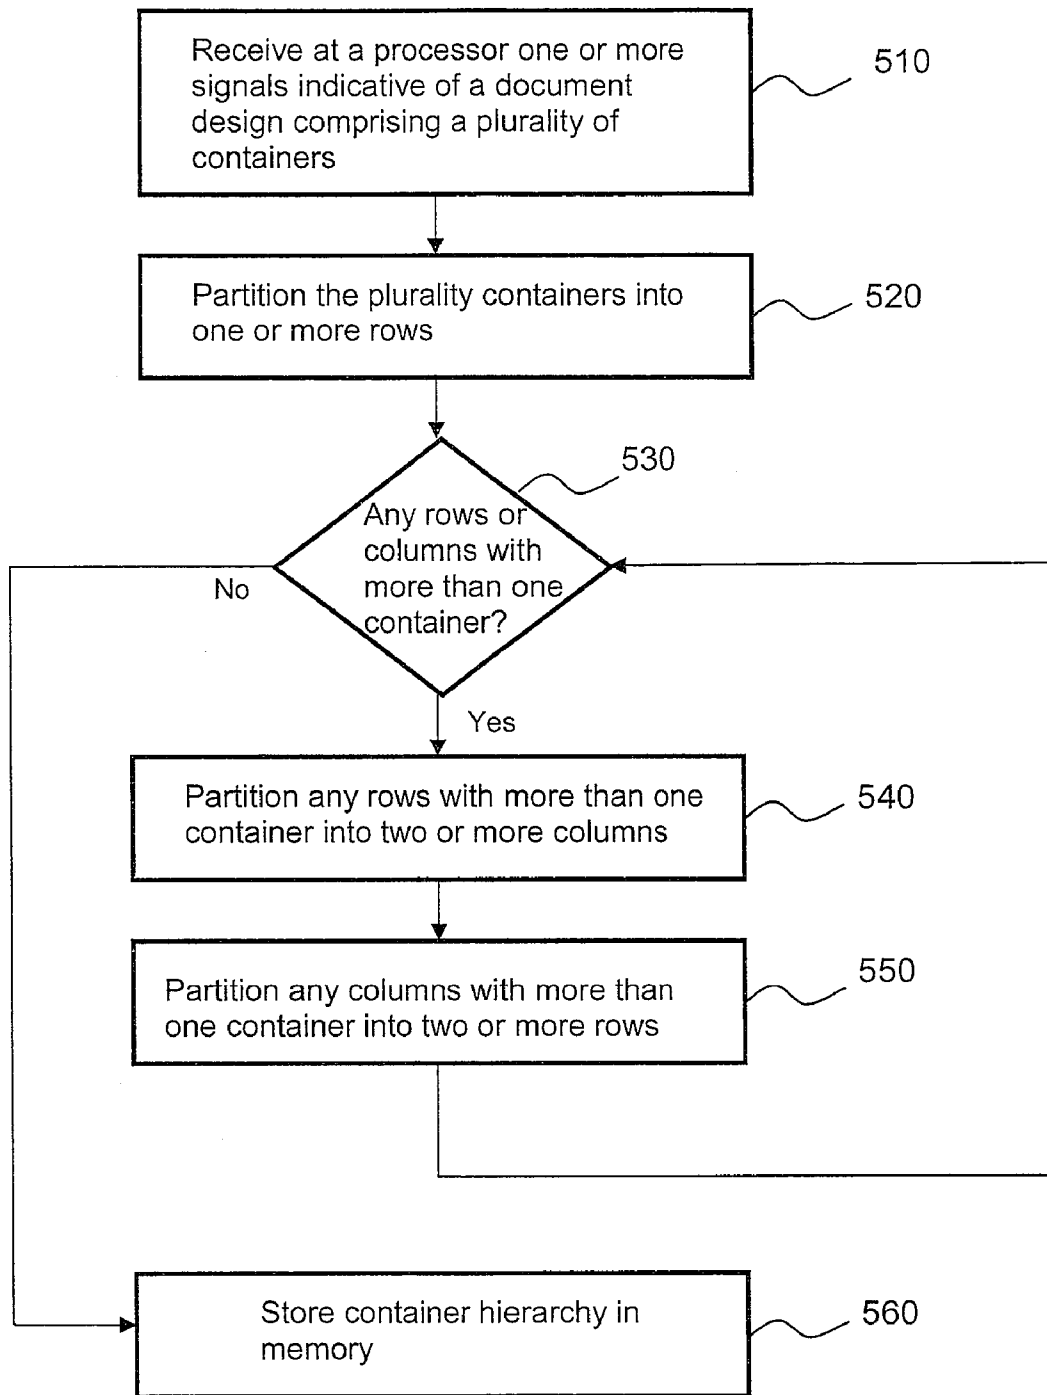 Receive at a processor one or more
signals indicative of a document
design comprising a plurality of
containers
510
Partition the plurality containers into
one or more rows
520
530
Any rows or
columns with
more than one
container?
No
Yes
Partition any rows with more than one
container into two or more columns
540
Partition any columns with more than
one container into two or more rows
550
Store container hierarchy in
memory
560